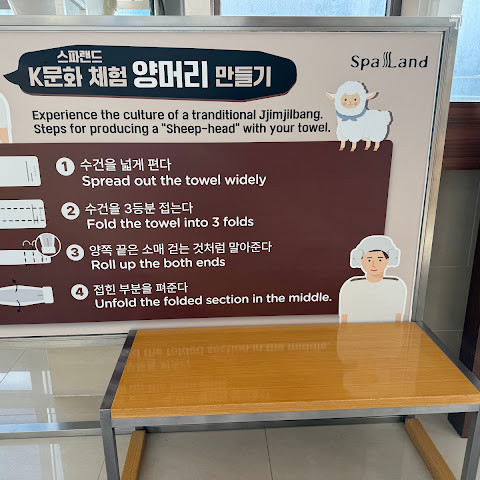 스파랜드
K문화 체험 양머리 만들기
Spa Land
Experience the culture of a tranditional Jjimjilbang.
Steps for producing a "Sheep-head" with your towel.
1 수건을 넓게 편다
Spread out the towel widely
2 수건을 3등분 접는다
Fold the towel into 3 folds
3 양쪽 끝은 소매 걷는 것처럼 말아준다
Roll up the both ends
4 접힌 부분을 펴준다
Unfold the folded section in the middle.